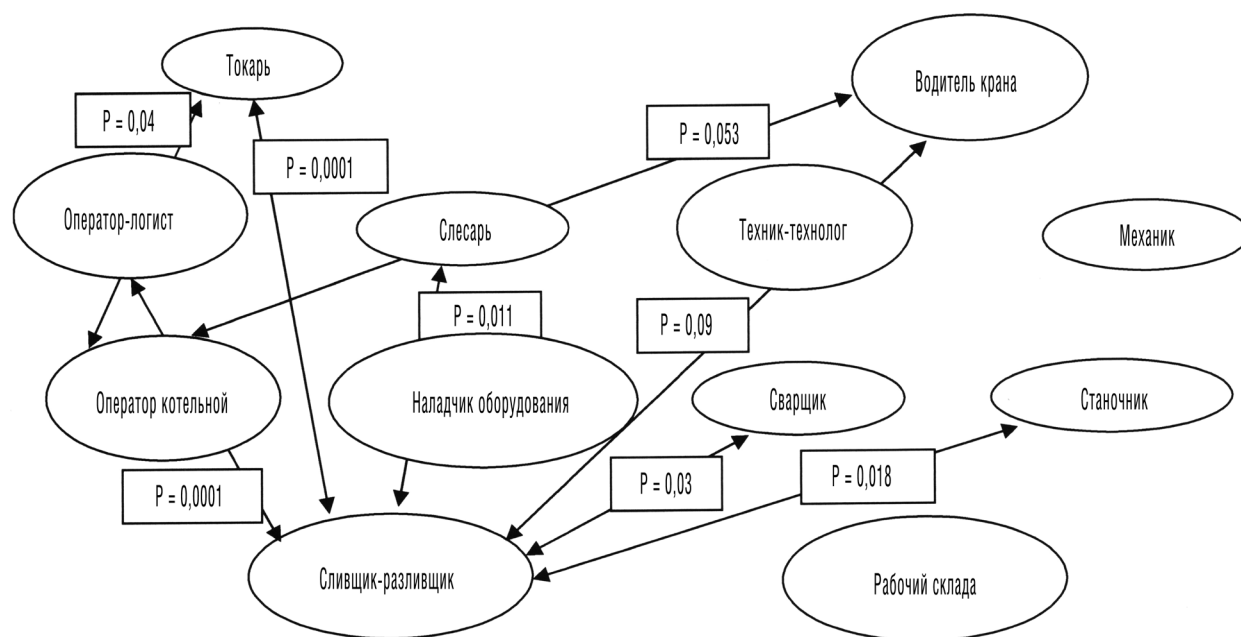 Токарь
Водитель крана
P = 0,04
P = 0,053
P = 0,0001
Оператор-логист
Слесарь
Техник-технолог
Механик
P = 0,011
P = 0,09
Оператор котельной
Наладчик оборудования
Сварщик
Станочник
P = 0,0001
P = 0,03
P = 0,018
Сливщик-разливщик
Рабочий склада